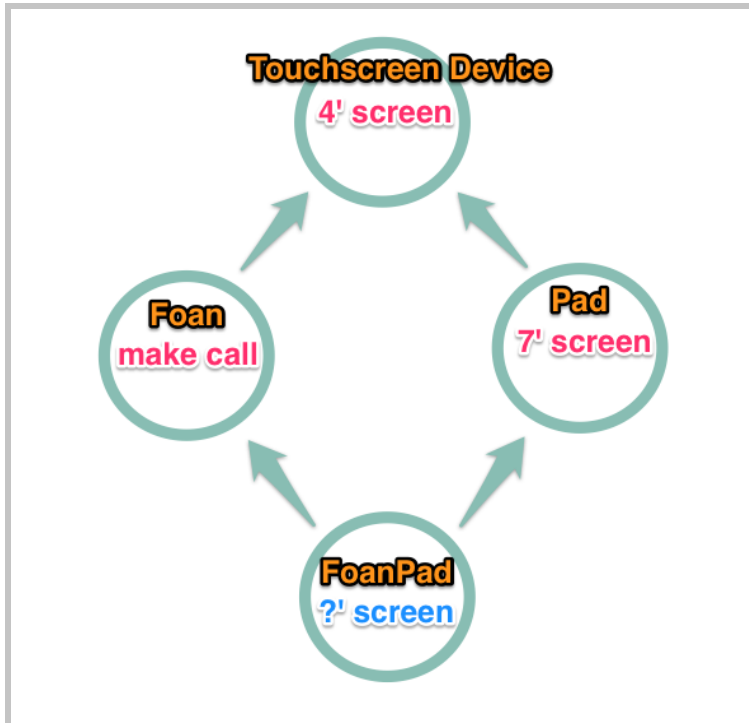 Touchscreen Device
4' screen
Foan
make call
Pad
7' screen
FoanPad
?' screen